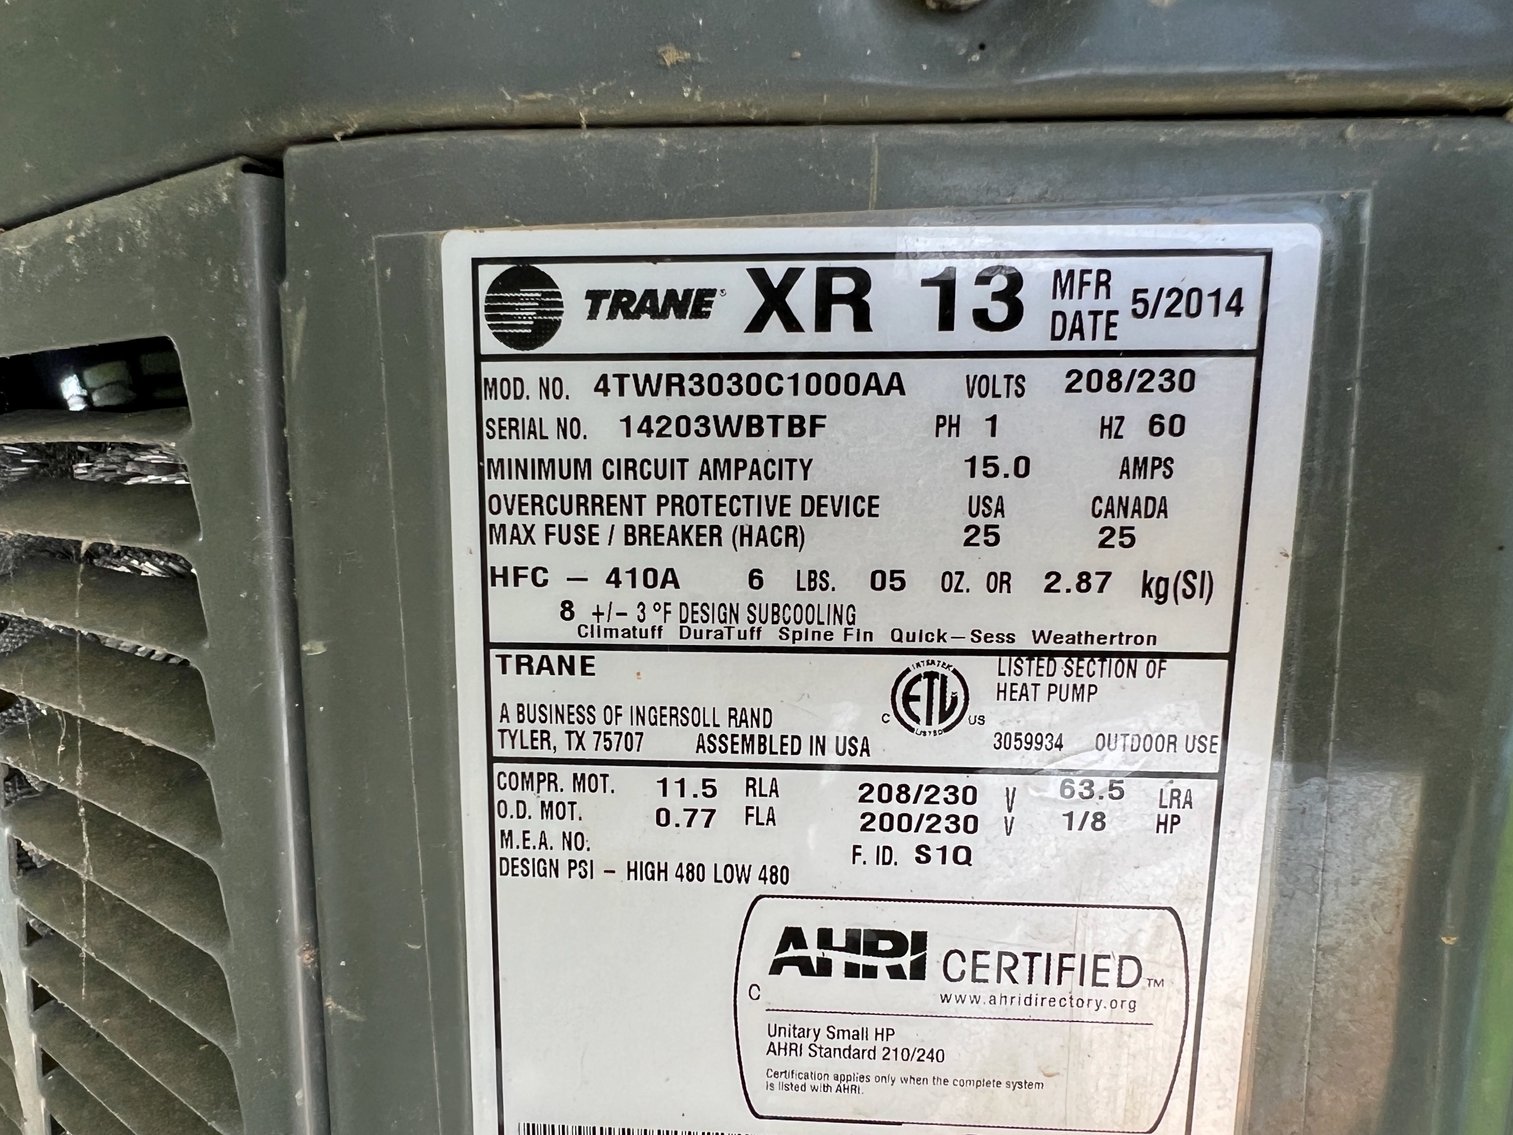 TRANE® XR 13 MFR DATE 5/2014
MOD. NO. 4TWR3030C1000AA VOLTS 208/230
SERIAL NO. 14203WBTBF PH 1 HZ 60
MINIMUM CIRCUIT AMPACITY 15.0 AMPS
OVERCURRENT PROTECTIVE DEVICE USA CANADA
MAX FUSE / BREAKER (HACR) 25 25
HFC – 410A 6 LBS. 05 OZ. OR 2.87 kg(SI)
8 +/– 3 °F DESIGN SUBCOOLING
Climatuff DuraTuff Spine Fin Quick–Sess Weathertron
TRANE
A BUSINESS OF INGERSOLL RAND
TYLER, TX 75707 ASSEMBLED IN USA
INTERTEK
ETL
C US
LISTED
LISTED SECTION OF
HEAT PUMP
3059934 OUTDOOR USE
COMPR. MOT. 11.5 RLA 208/230 V 63.5 LRA
O.D. MOT. 0.77 FLA 200/230 V 1/8 HP
M.E.A. NO. F. ID. S1Q
DESIGN PSI – HIGH 480 LOW 480
AHRI CERTIFIED™
C www.ahridirectory.org
Unitary Small HP
AHRI Standard 210/240
Certification applies only when the complete system
is listed with AHRI.